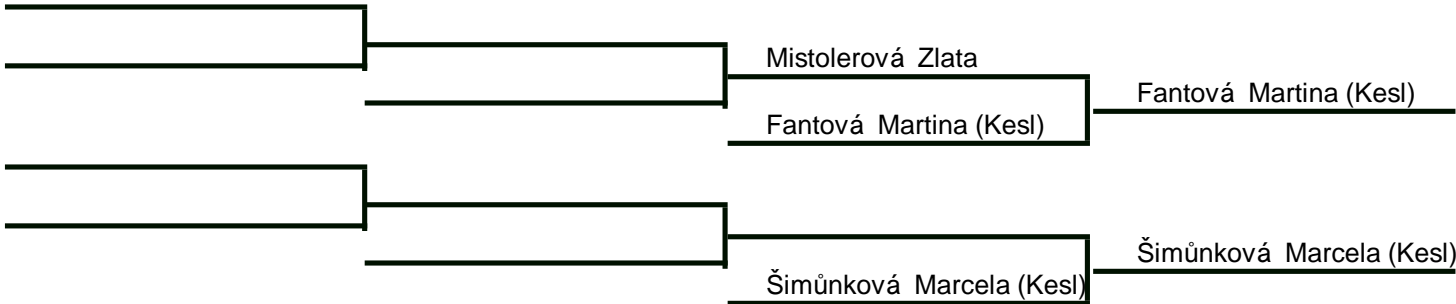 Mistolerová Zlata
Fantová Martina (Kesl)
Fantová Martina (Kesl)
Šimůnková Marcela (Kesl)
Šimůnková Marcela (Kesl)